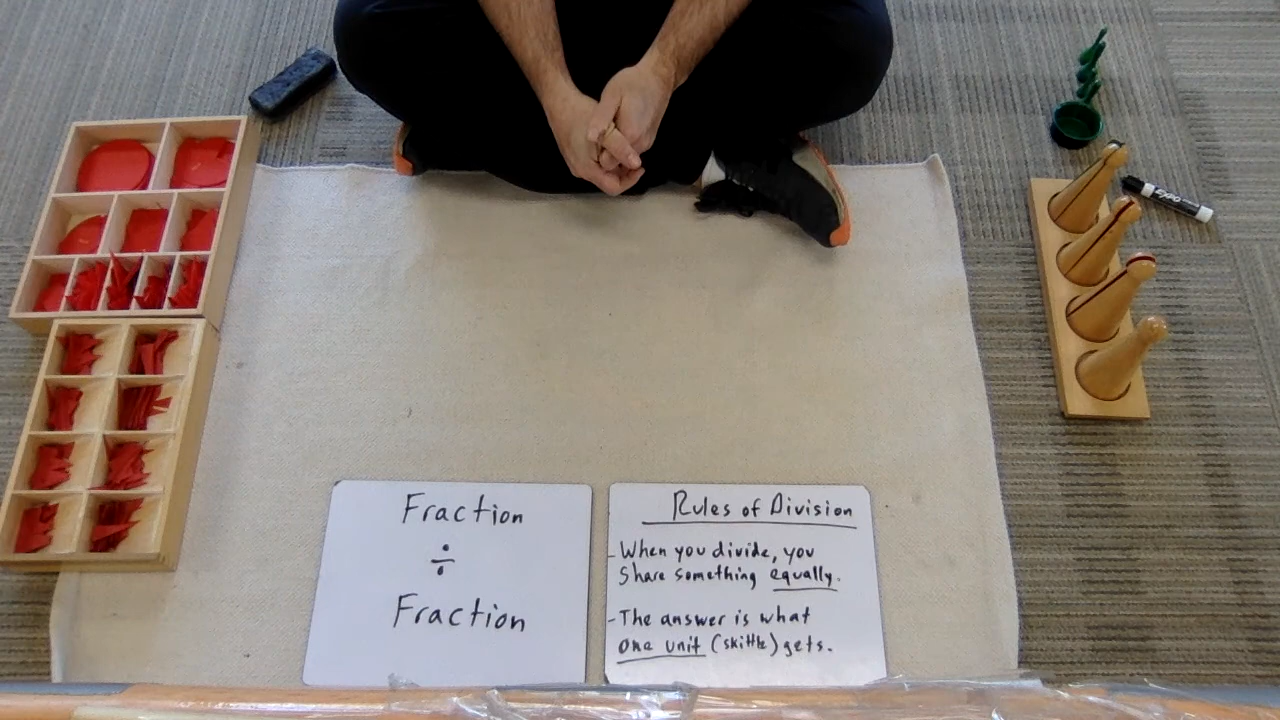 Fraction
÷
Fraction
Rules of Division
- When you divide, you
share something equally.
- The answer is what
one unit (skittle) gets.
EXPO